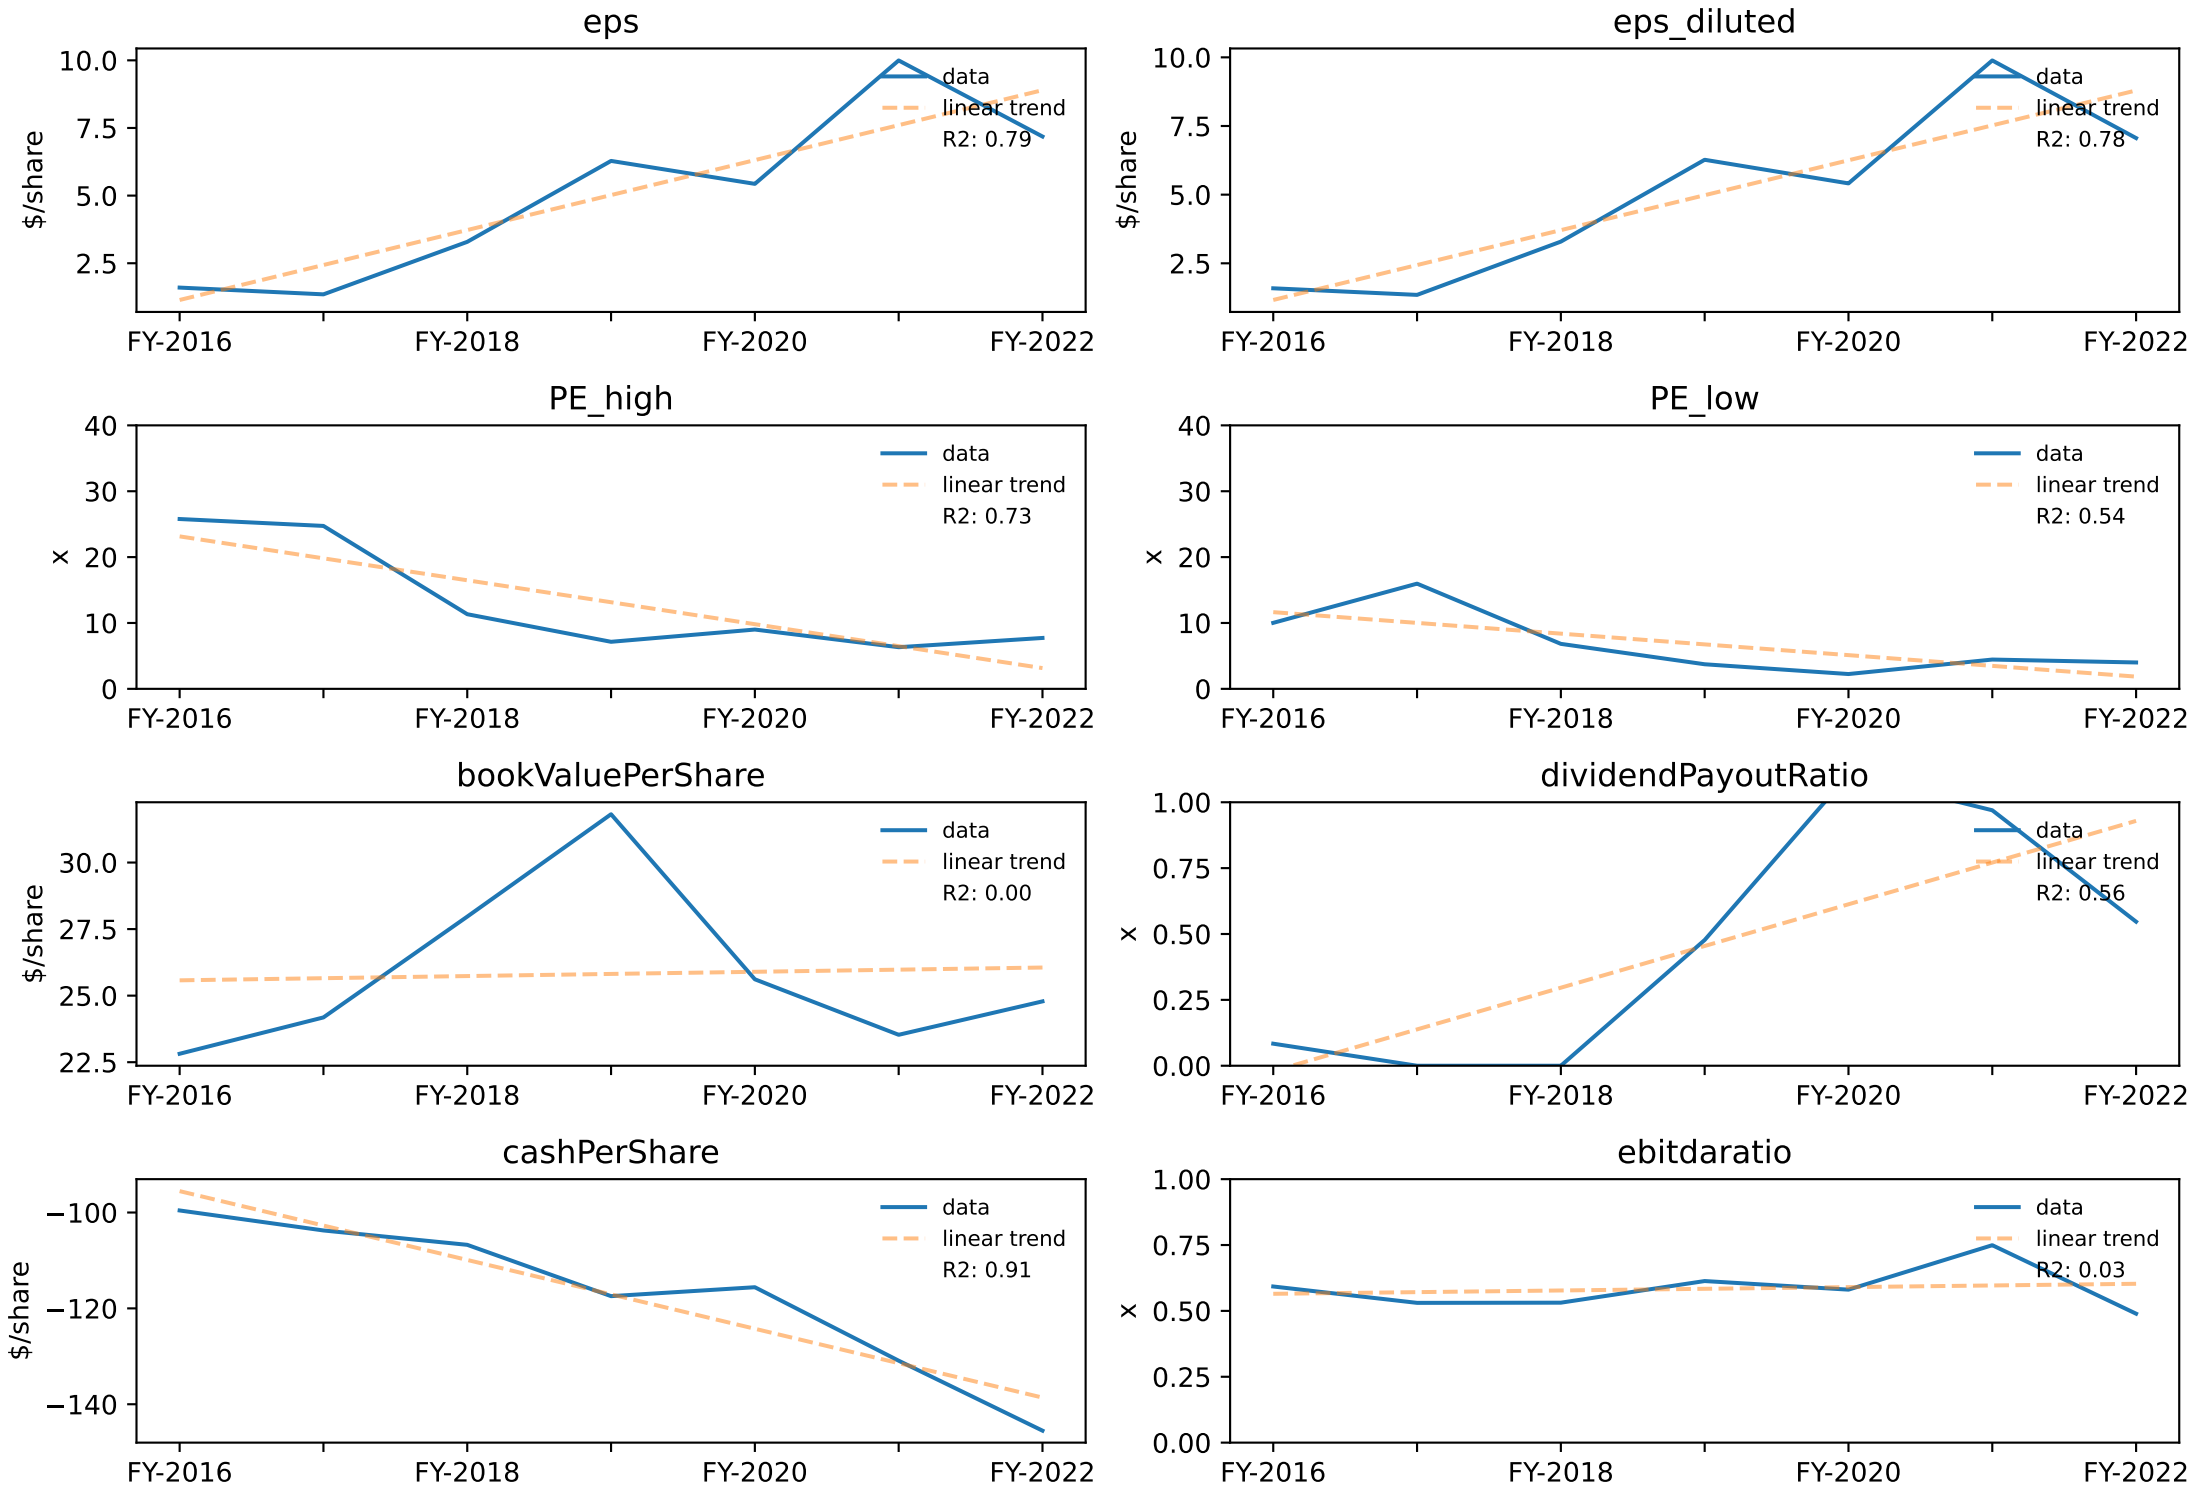 eps
$/share
10.0
7.5
5.0
2.5
data
linear trend
R2: 0.79
FY-2016 FY-2018 FY-2020 FY-2022
eps_diluted
$/share
10.0
7.5
5.0
2.5
data
linear trend
R2: 0.78
FY-2016 FY-2018 FY-2020 FY-2022
PE_high
x
40
30
20
10
0
data
linear trend
R2: 0.73
FY-2016 FY-2018 FY-2020 FY-2022
PE_low
x
40
30
20
10
0
data
linear trend
R2: 0.54
FY-2016 FY-2018 FY-2020 FY-2022
bookValuePerShare
$/share
30.0
27.5
25.0
22.5
data
linear trend
R2: 0.00
FY-2016 FY-2018 FY-2020 FY-2022
dividendPayoutRatio
x
1.00
0.75
0.50
0.25
0.00
data
linear trend
R2: 0.56
FY-2016 FY-2018 FY-2020 FY-2022
cashPerShare
$/share
−100
−120
−140
data
linear trend
R2: 0.91
FY-2016 FY-2018 FY-2020 FY-2022
ebitdaratio
x
1.00
0.75
0.50
0.25
0.00
data
linear trend
R2: 0.03
FY-2016 FY-2018 FY-2020 FY-2022